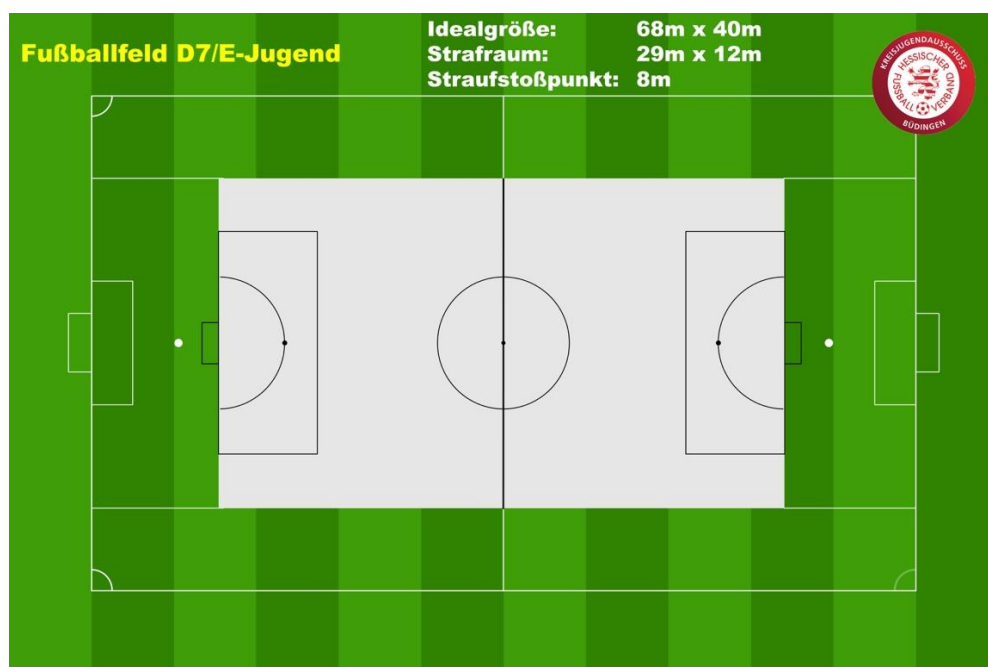 Fußballfeld D7/E-Jugend
Idealgröße: 68m x 40m
Strafraum: 29m x 12m
Straufstoßpunkt: 8m
KREISJUGENDAUSSCHUSS
HESSISCHER
FUSSBALL VERBAND
BÜDINGEN